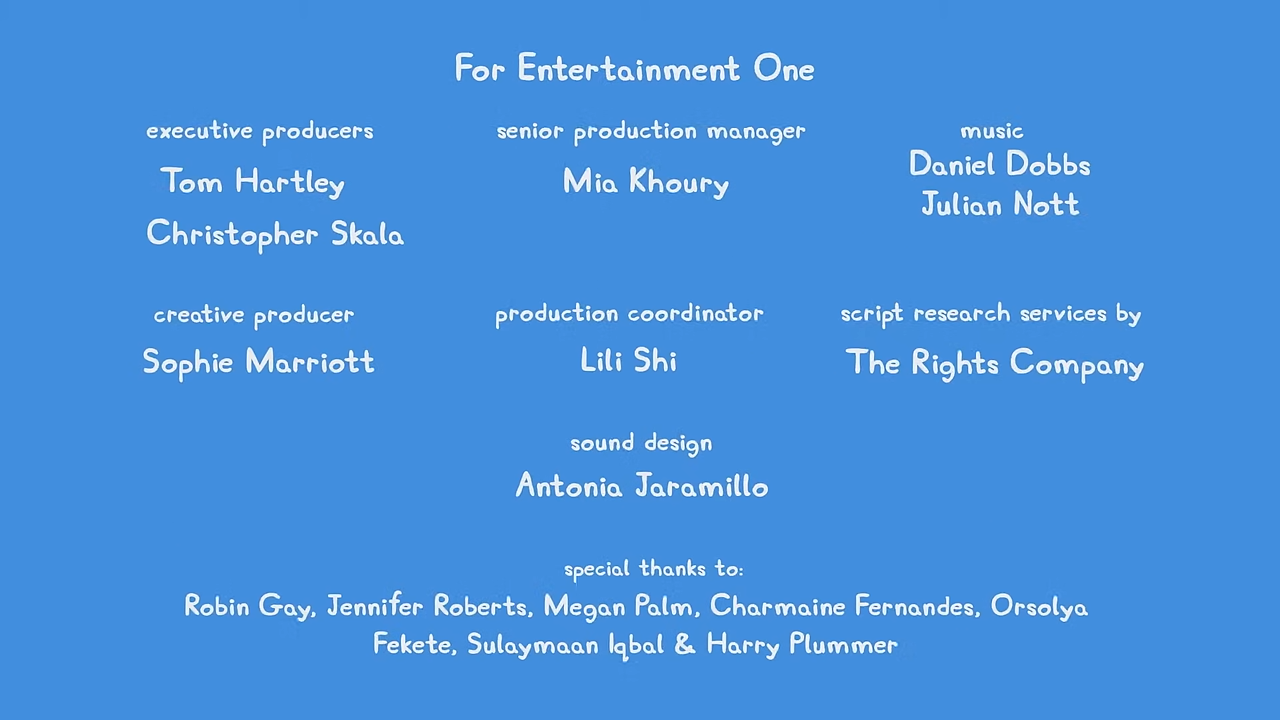 For Entertainment One
executive producers
Tom Hartley
Christopher Skala
senior production manager
Mia Khoury
music
Daniel Dobbs
Julian Nott
creative producer
Sophie Marriott
production coordinator
Lili Shi
script research services by
The Rights Company
sound design
Antonia Jaramillo
special thanks to:
Robin Gay, Jennifer Roberts, Megan Palm, Charmaine Fernandes, Orsolya
Fekete, Sulaymaan Iqbal & Harry Plummer